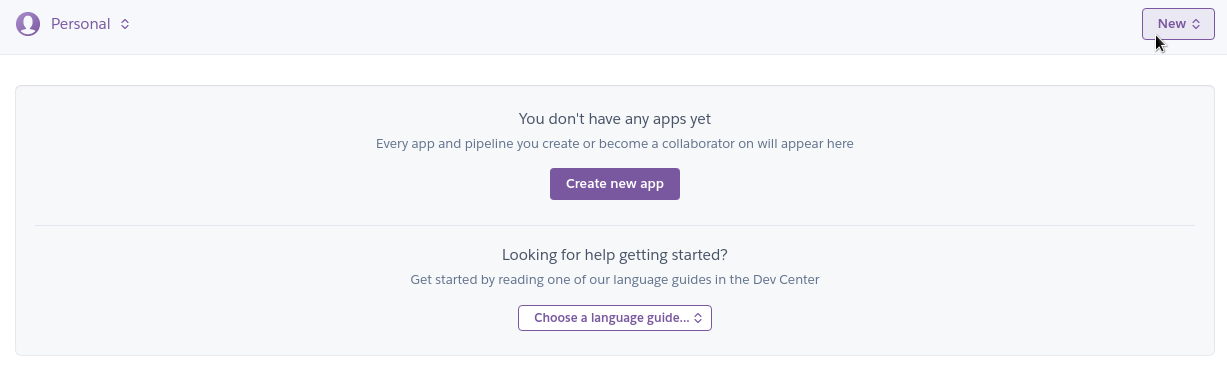 Personal
New
You don't have any apps yet
Every app and pipeline you create or become a collaborator on will appear here
Create new app
Looking for help getting started?
Get started by reading one of our language guides in the Dev Center
Choose a language guide...